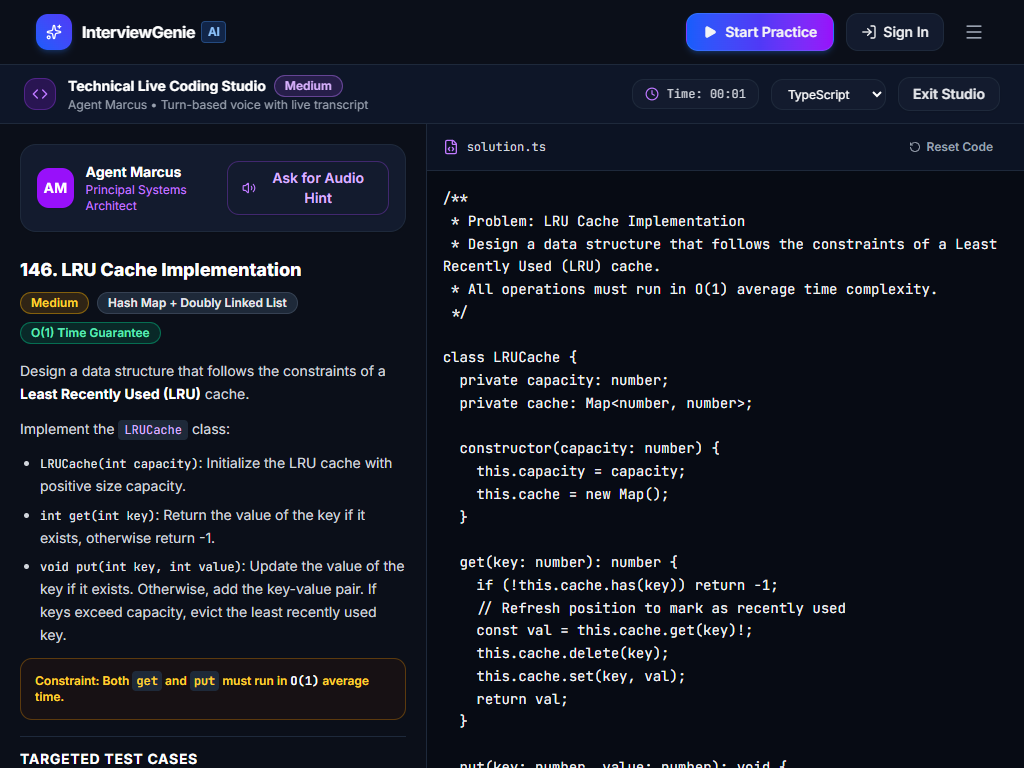 InterviewGenie AI
Start Practice
Sign In
Technical Live Coding Studio Medium
Agent Marcus • Turn-based voice with live transcript
Time: 00:01
TypeScript
Exit Studio
AM
Agent Marcus
Principal Systems
Architect
Ask for Audio
Hint
146. LRU Cache Implementation
Medium
Hash Map + Doubly Linked List
O(1) Time Guarantee
Design a data structure that follows the constraints of a
Least Recently Used (LRU) cache.
Implement the LRUCache class:
• LRUCache(int capacity): Initialize the LRU cache with
positive size capacity.
• int get(int key): Return the value of the key if it
exists, otherwise return -1.
• void put(int key, int value): Update the value of the
key if it exists. Otherwise, add the key-value pair. If
keys exceed capacity, evict the least recently used
key.
Constraint: Both get and put must run in O(1) average
time.
TARGETED TEST CASES
solution.ts
Reset Code
/**
* Problem: LRU Cache Implementation
* Design a data structure that follows the constraints of a Least
Recently Used (LRU) cache.
* All operations must run in O(1) average time complexity.
*/
class LRUCache {
private capacity: number;
private cache: Map<number, number>;
constructor(capacity: number) {
this.capacity = capacity;
this.cache = new Map();
}
get(key: number): number {
if (!this.cache.has(key)) return -1;
// Refresh position to mark as recently used
const val = this.cache.get(key)!;
this.cache.delete(key);
this.cache.set(key, val);
return val;
}
put(key: number, value: number): void {